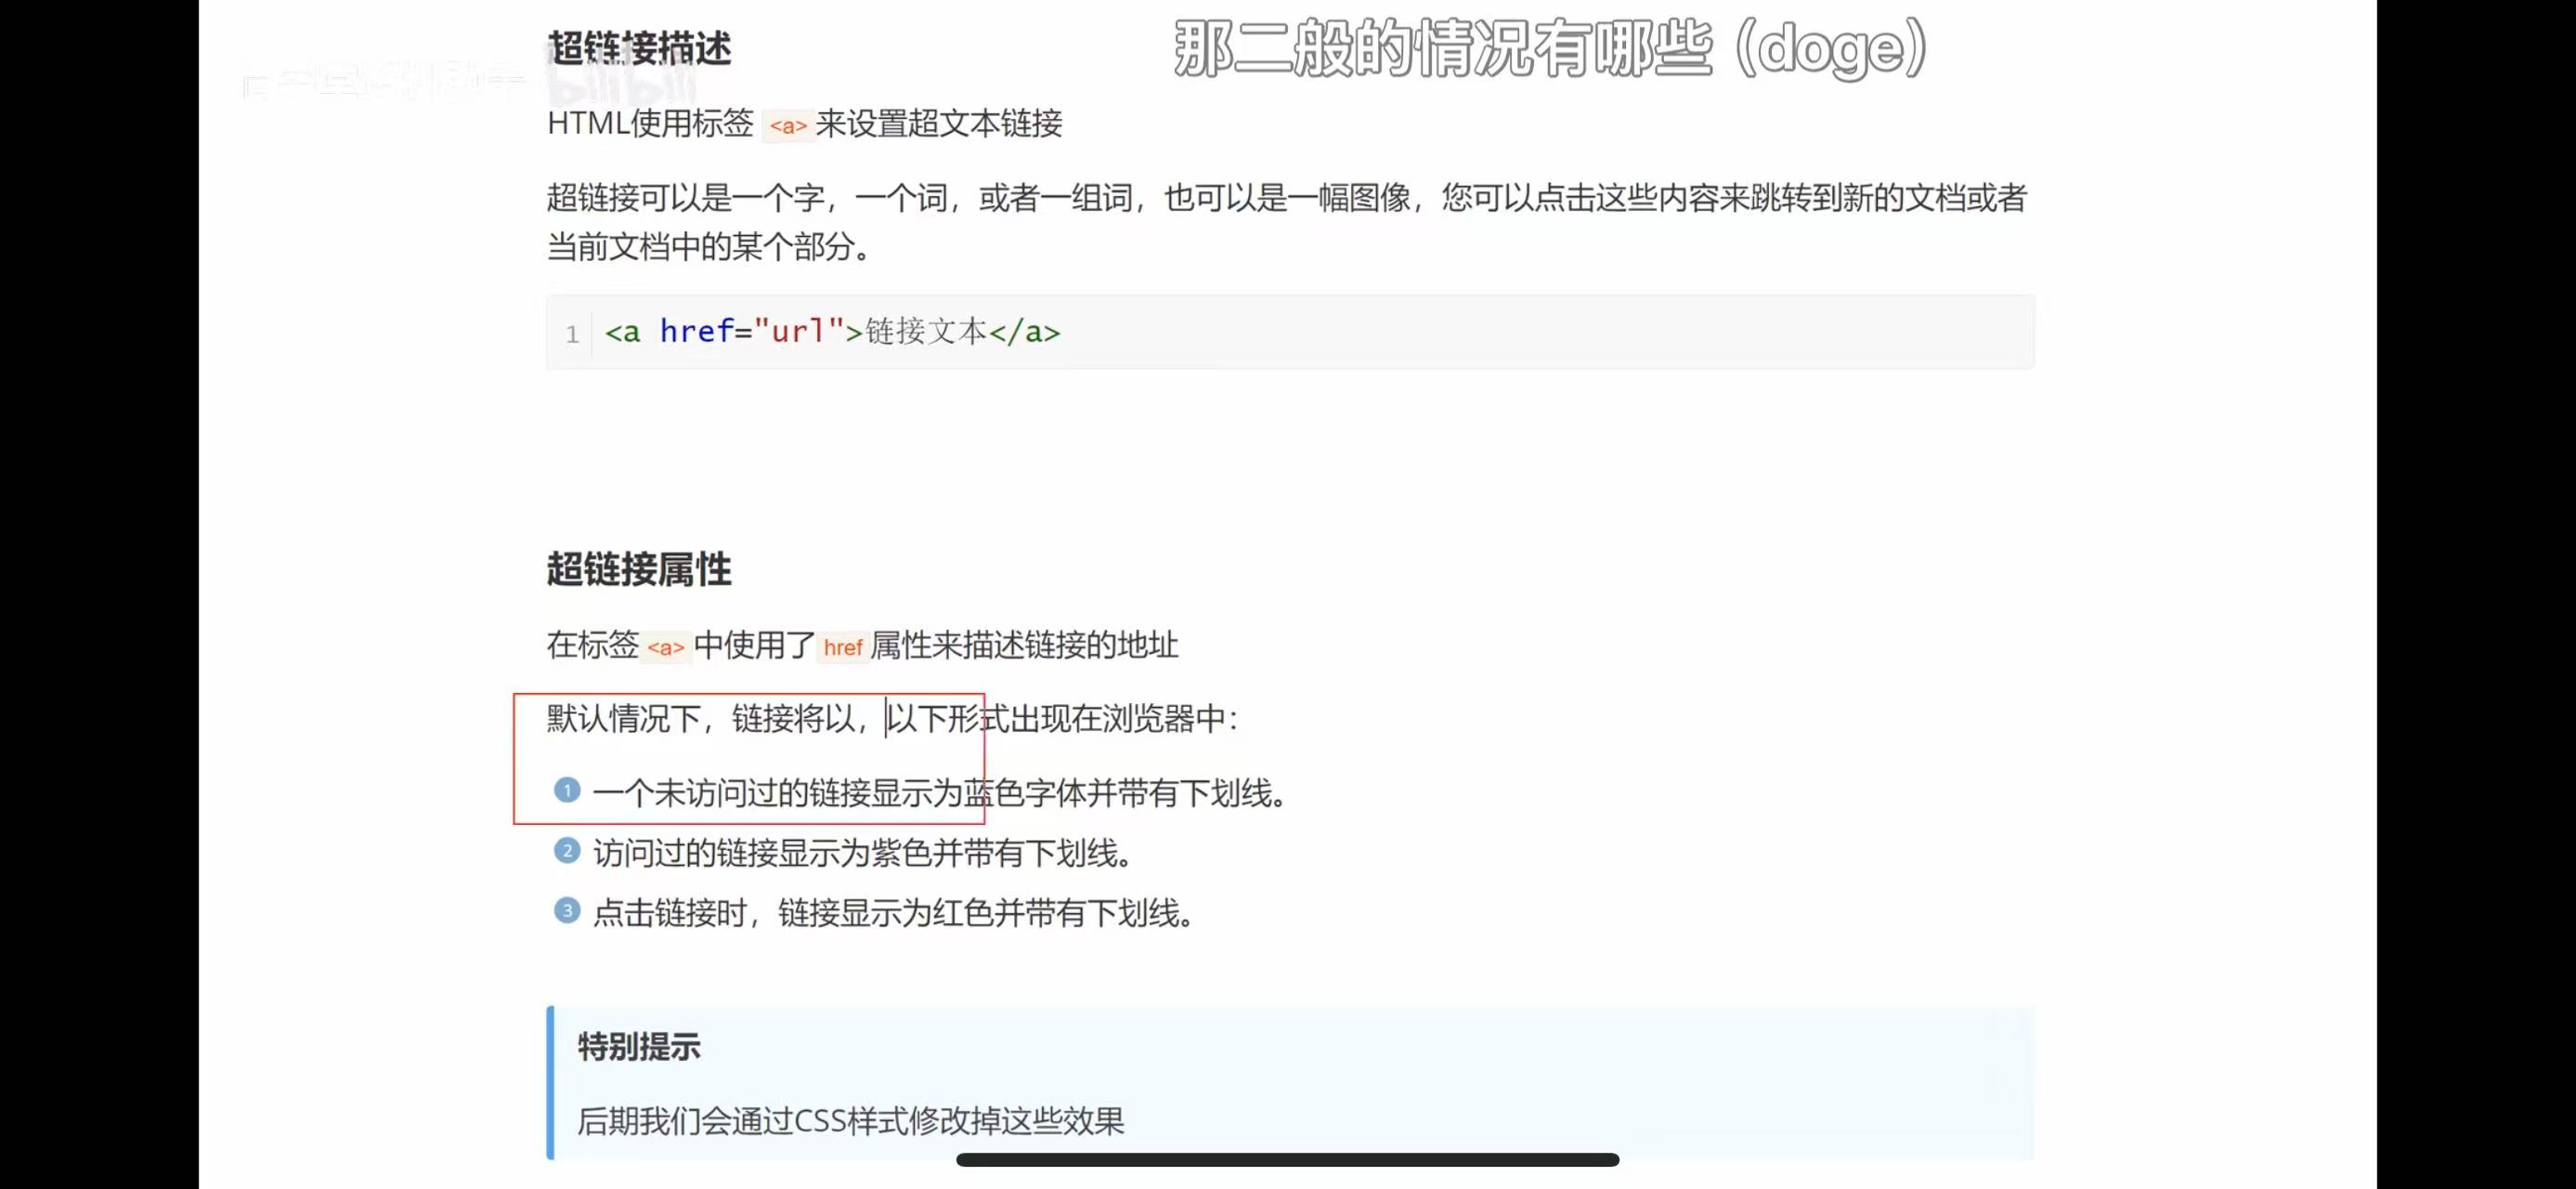 超链接描述
那二般的情况有哪些（doge）
bilibili
HTML使用标签 <a> 来设置超文本链接
超链接可以是一个字，一个词，或者一组词，也可以是一幅图像，您可以点击这些内容来跳转到新的文档或者
当前文档中的某个部分。
1 <a href="url">链接文本</a>
超链接属性
在标签 <a> 中使用了 href 属性来描述链接的地址
默认情况下，链接将以，以下形式出现在浏览器中：
1 一个未访问过的链接显示为蓝色字体并带有下划线。
2 访问过的链接显示为紫色并带有下划线。
3 点击链接时，链接显示为红色并带有下划线。
特别提示
后期我们会通过CSS样式修改掉这些效果